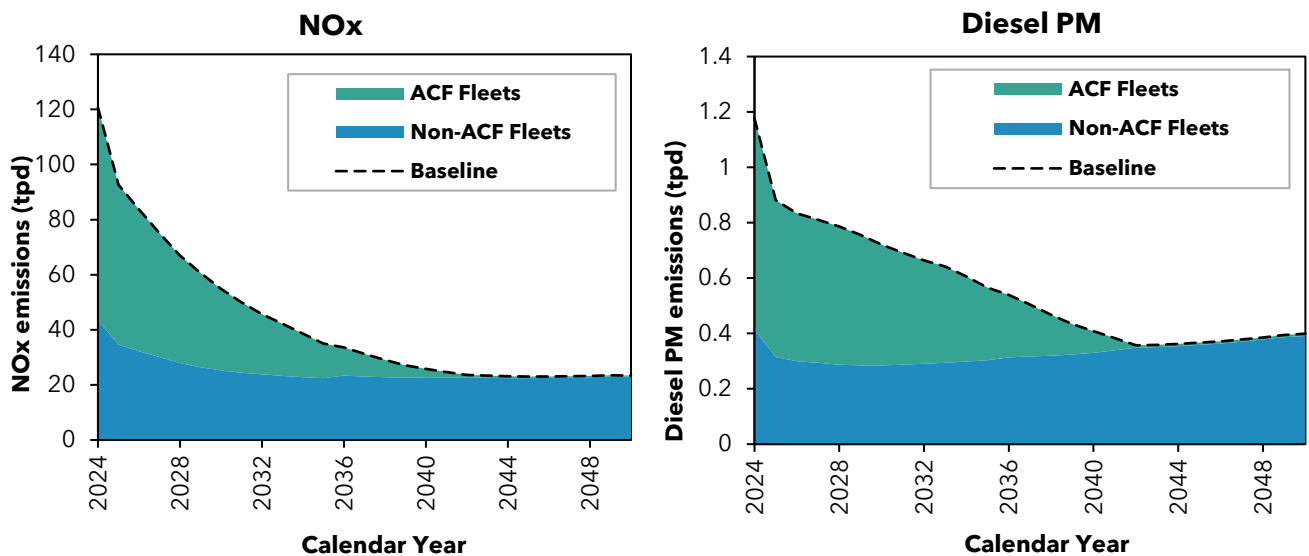 NOx
140
120
100
80
60
40
20
0
NOx emissions (tpd)
ACF Fleets
Non-ACF Fleets
Baseline
2024
2028
2032
2036
2040
2044
2048
Calendar Year
Diesel PM
1.4
1.2
1
0.8
0.6
0.4
0.2
0
Diesel PM emissions (tpd)
ACF Fleets
Non-ACF Fleets
Baseline
2024
2028
2032
2036
2040
2044
2048
Calendar Year